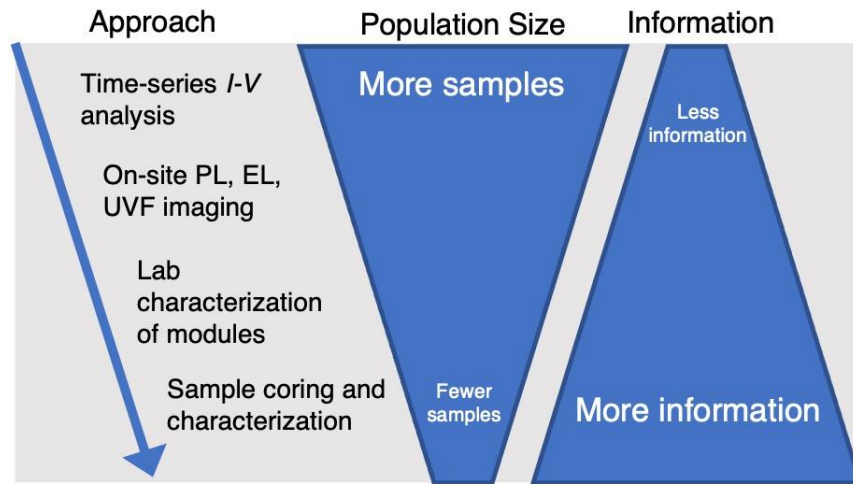 Approach
Population Size
Information
Time-series I-V
analysis
More samples
Less
information
On-site PL, EL,
UVF imaging
Lab
characterization
of modules
Sample coring and
characterization
Fewer
samples
More information